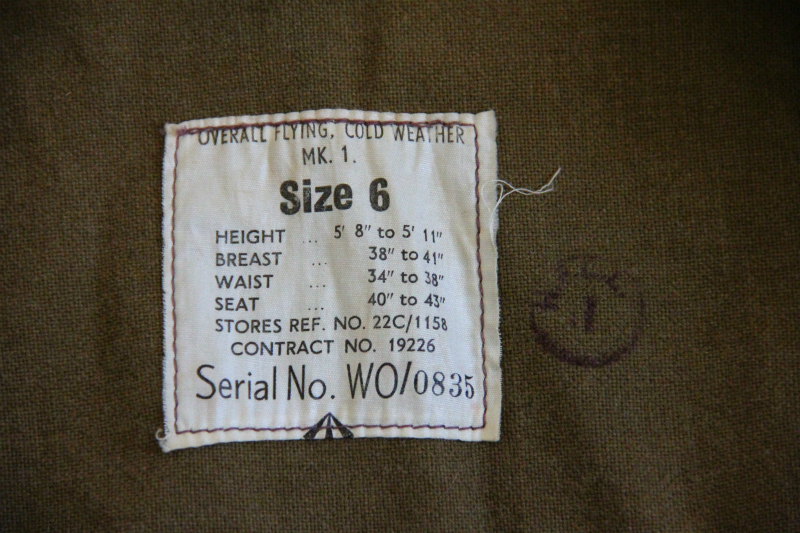 OVERALL FLYING, COLD WEATHER
MK. 1.
Size 6
HEIGHT ... 5' 8" to 5' 11"
BREAST ... 38" to 41"
WAIST ... 34" to 38"
SEAT ... 40" to 43"
STORES REF. NO. 22C/1158
CONTRACT NO. 19226
Serial No. WO/0835